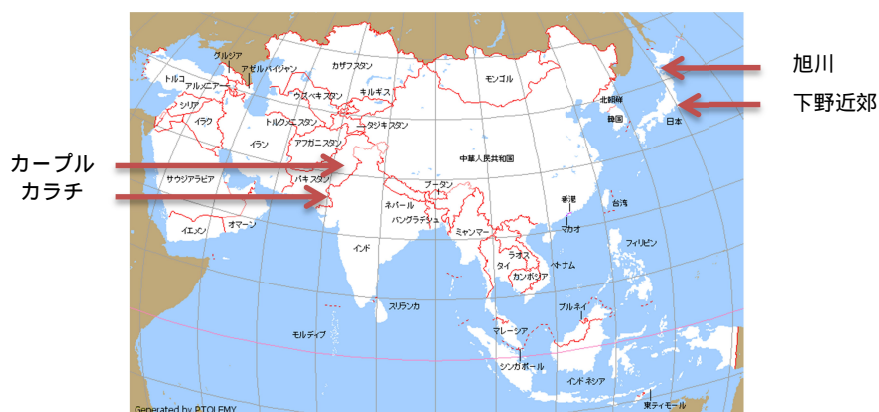 旭川
下野近郊
カープル
カラチ
グルジア
アゼルバイジャン
カザフスタン
モンゴル
トルコ
アルメニア
ウズベキスタン
キルギス
シリア
北朝鮮
イラク
トルクメニスタン
タジキスタン
韓国
日本
イラン
アフガニスタン
中華人民共和国
サウジアラビア
パキスタン
ブータン
ネパール
香港
台湾
バングラデシュ
イエメン
オマーン
ミャンマー
マカオ
インド
ラオス
フィリピン
タイ
ベトナム
カンボジア
スリランカ
ブルネイ
モルディブ
マレーシア
シンガポール
インドネシア
東ティモール
Generated by PTOLEMY